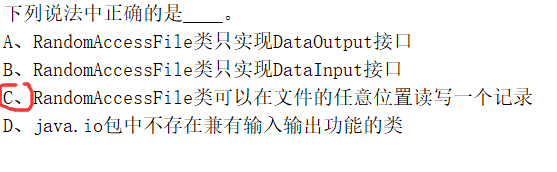 下列说法中正确的是____。
A、RandomAccessFile类只实现DataOutput接口
B、RandomAccessFile类只实现DataInput接口
C、RandomAccessFile类可以在文件的任意位置读写一个记录
D、java.io包中不存在兼有输入输出功能的类